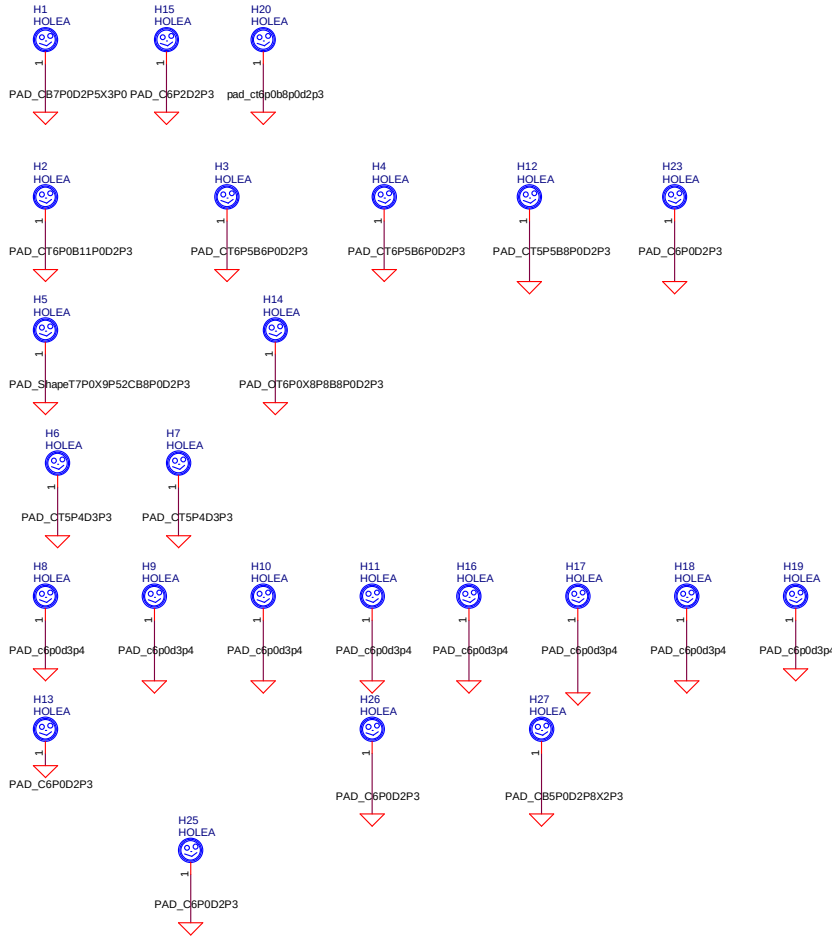 H1
HOLEA
1
PAD_CB7P0D2P5X3P0
H15
HOLEA
1
PAD_C6P2D2P3
H20
HOLEA
1
pad_ct6p0b8p0d2p3
H2
HOLEA
1
PAD_CT6P0B11P0D2P3
H3
HOLEA
1
PAD_CT6P5B6P0D2P3
H4
HOLEA
1
PAD_CT6P5B6P0D2P3
H12
HOLEA
1
PAD_CT5P5B8P0D2P3
H23
HOLEA
1
PAD_C6P0D2P3
H5
HOLEA
1
PAD_ShapeT7P0X9P52CB8P0D2P3
H14
HOLEA
1
PAD_OT6P0X8P8B8P0D2P3
H6
HOLEA
1
PAD_CT5P4D3P3
H7
HOLEA
1
PAD_CT5P4D3P3
H8
HOLEA
1
PAD_c6p0d3p4
H9
HOLEA
1
PAD_c6p0d3p4
H10
HOLEA
1
PAD_c6p0d3p4
H11
HOLEA
1
PAD_c6p0d3p4
H16
HOLEA
1
PAD_c6p0d3p4
H17
HOLEA
1
PAD_c6p0d3p4
H18
HOLEA
1
PAD_c6p0d3p4
H19
HOLEA
1
PAD_c6p0d3p4
H13
HOLEA
1
PAD_C6P0D2P3
H26
HOLEA
1
PAD_C6P0D2P3
H27
HOLEA
1
PAD_CB5P0D2P8X2P3
H25
HOLEA
1
PAD_C6P0D2P3